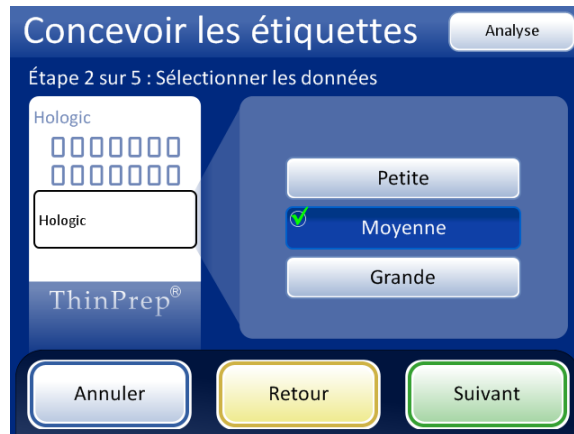 Concevoir les étiquettes
Analyse
Étape 2 sur 5 : Sélectionner les données
Hologic
Hologic
ThinPrep®
Petite
Moyenne
Grande
Annuler
Retour
Suivant